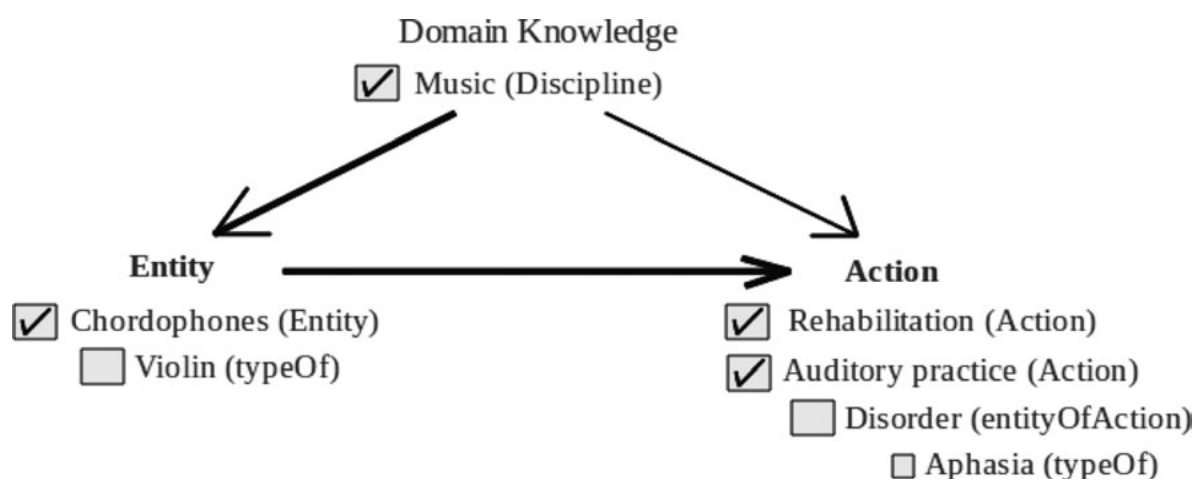 Domain Knowledge
Music (Discipline)
Entity
Chordophones (Entity)
Violin (typeOf)
Action
Rehabilitation (Action)
Auditory practice (Action)
Disorder (entityOfAction)
Aphasia (typeOf)